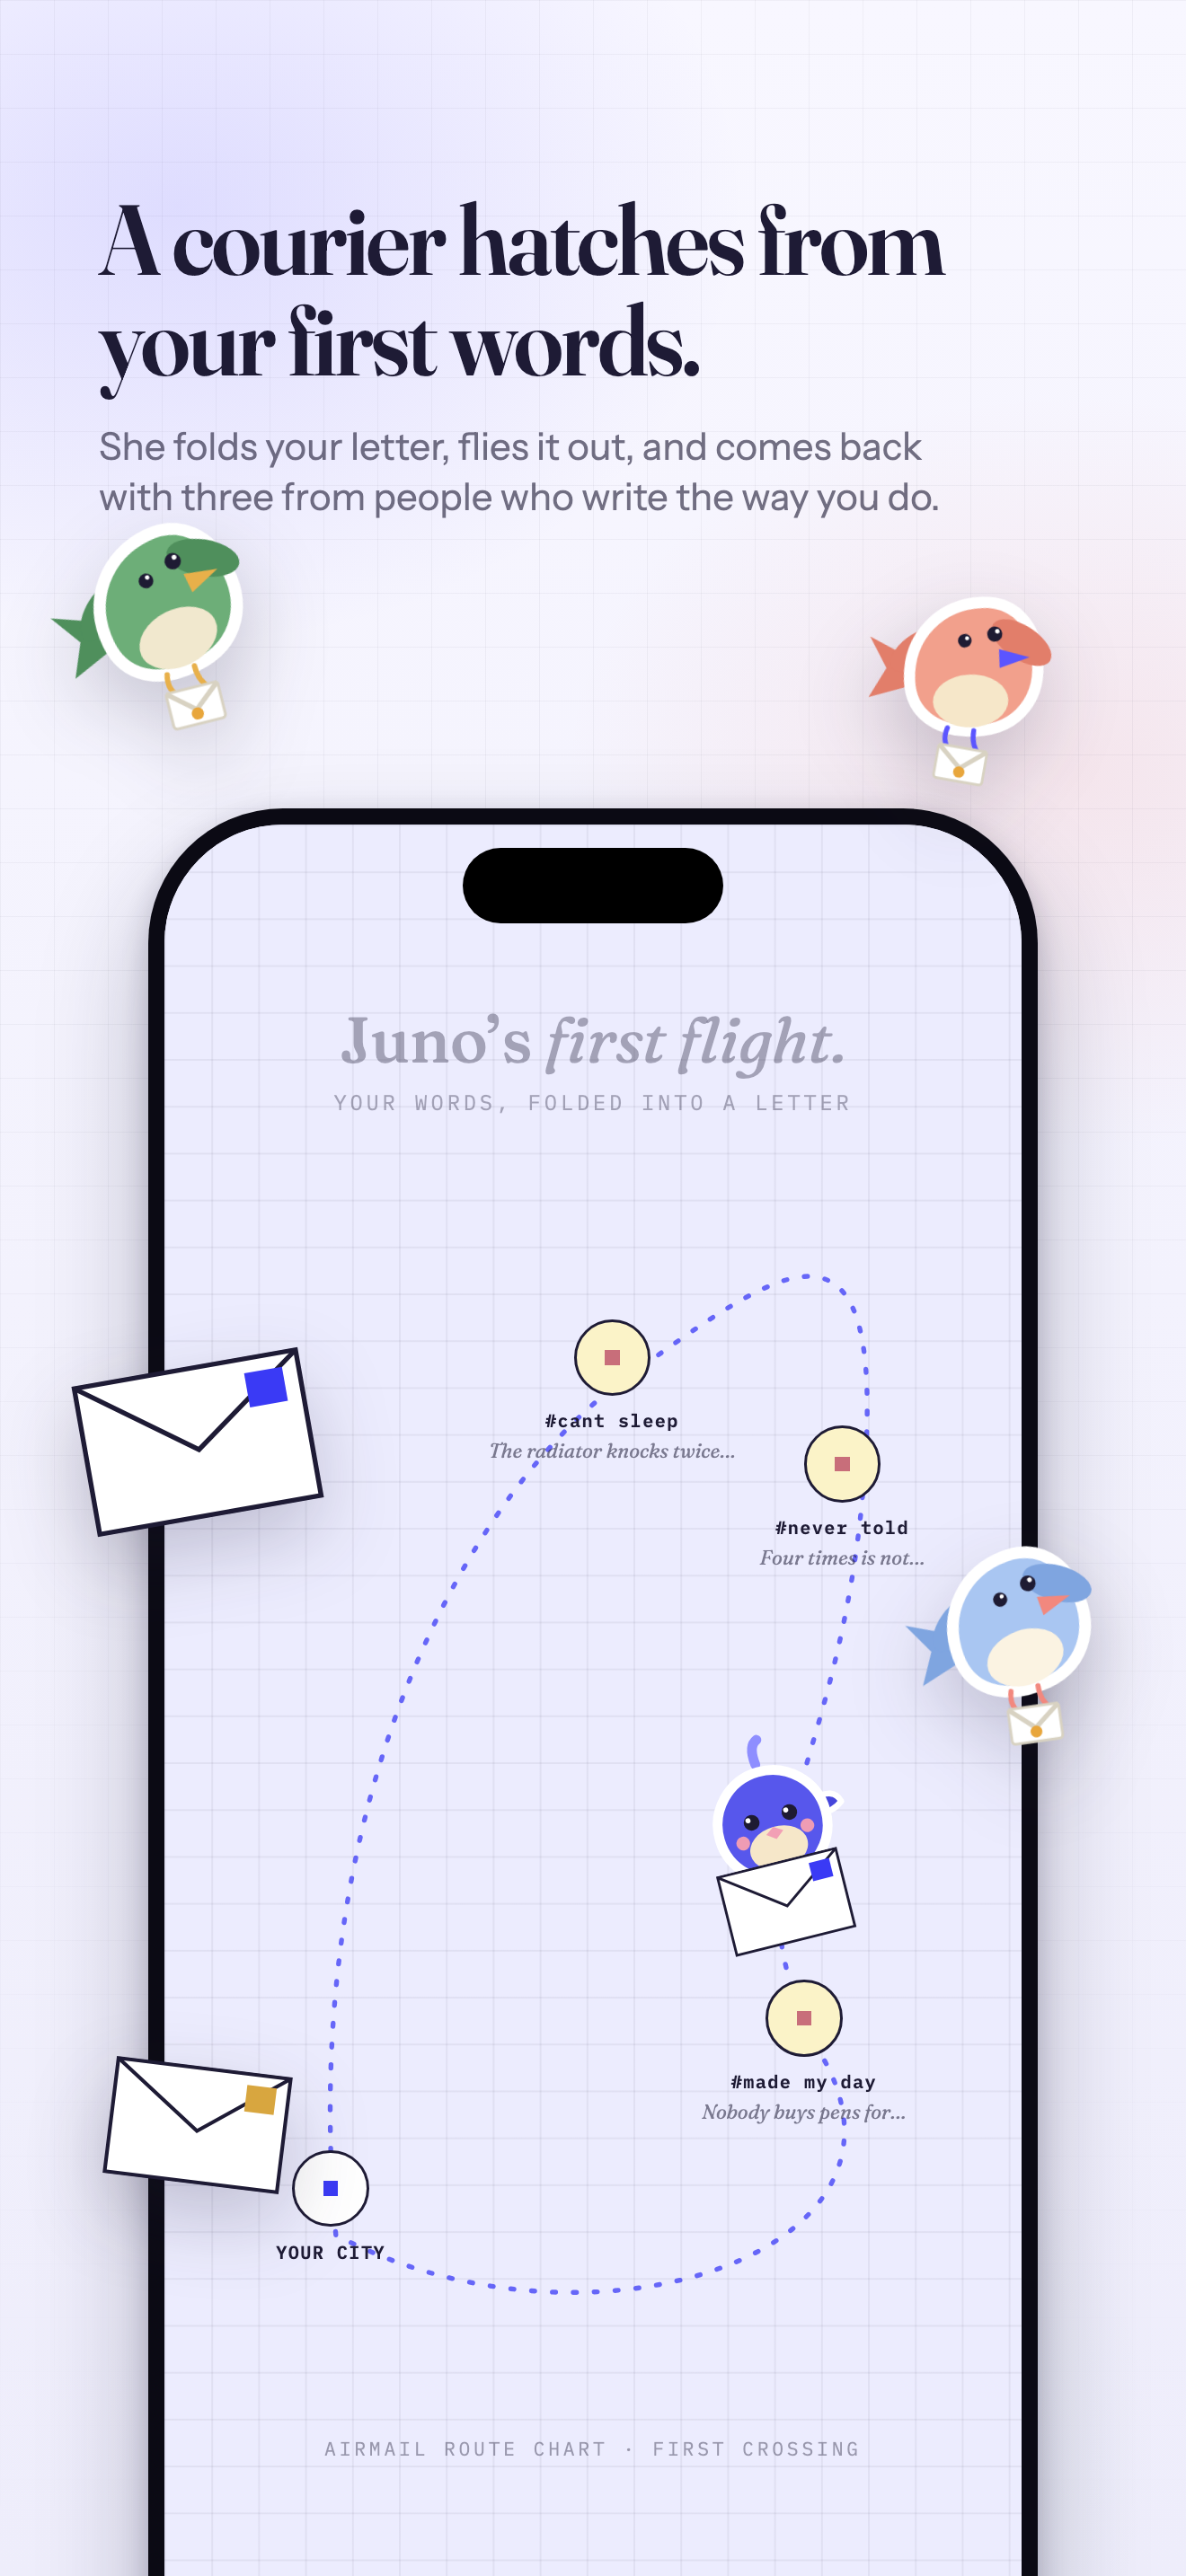 A courier hatches from
your first words.
She folds your letter, flies it out, and comes back
with three from people who write the way you do.
Juno’s first flight.
YOUR WORDS, FOLDED INTO A LETTER
#cant sleep
The radiator knocks twice...
#never told
Four times is not...
#made my day
Nobody buys pens for...
YOUR CITY
AIRMAIL ROUTE CHART · FIRST CROSSING